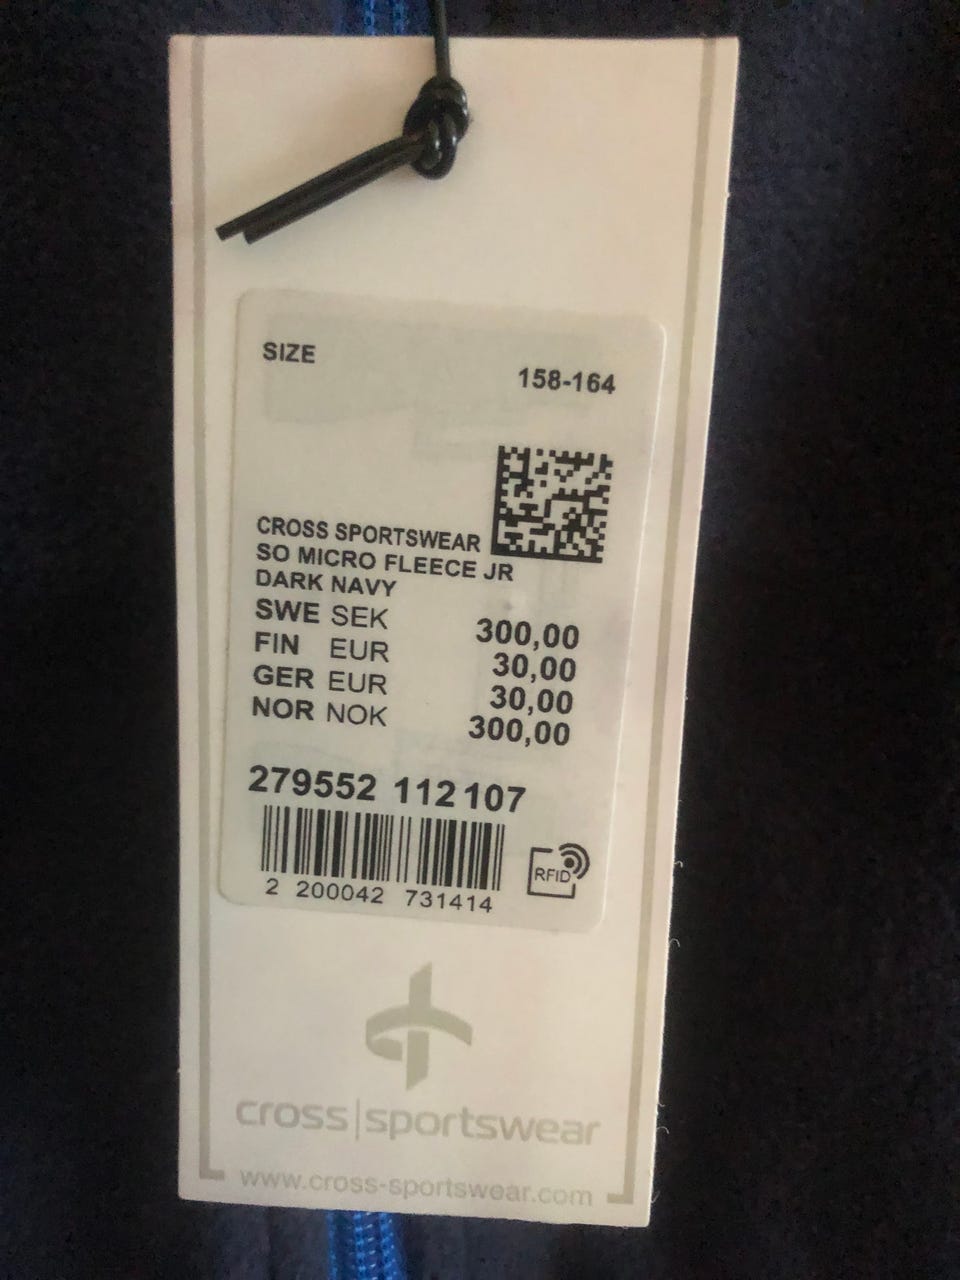 SIZE
158-164
CROSS SPORTSWEAR
SO MICRO FLEECE JR
DARK NAVY
SWE SEK 300,00
FIN EUR 30,00
GER EUR 30,00
NOR NOK 300,00
279552 112107
RFID
2 200042 731414
cross|sportswear
www.cross-sportswear.com